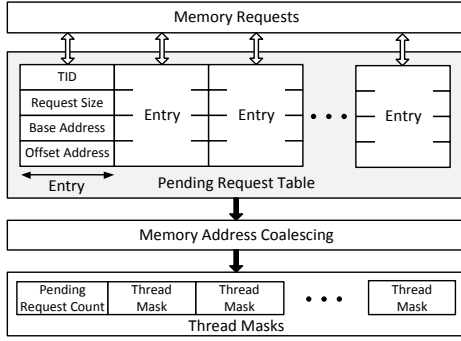 Memory Requests
TID
Request Size
Base Address
Offset Address
Entry
Entry
Entry
Entry
Pending Request Table
Memory Address Coalescing
Pending
Request Count
Thread
Mask
Thread
Mask
Thread
Mask
Thread Masks